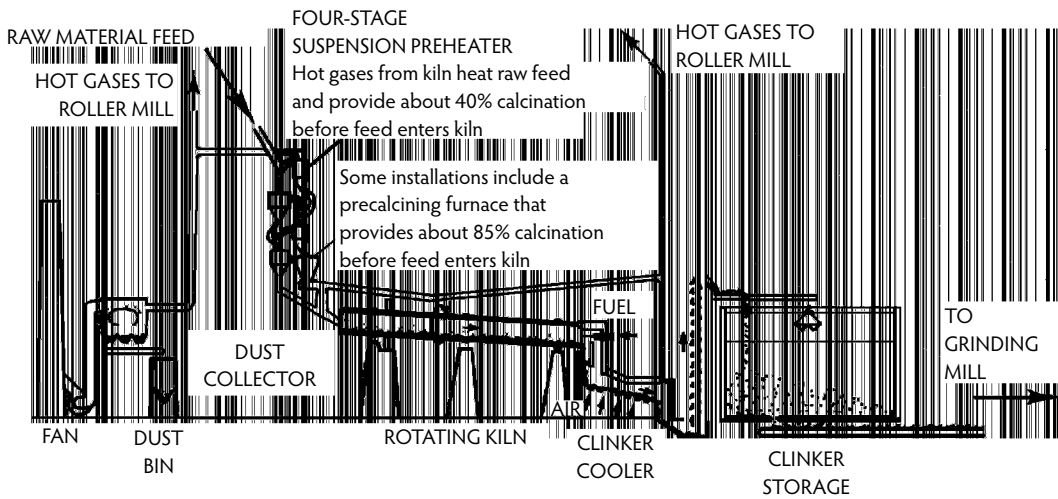 FOUR-STAGE
SUSPENSION PREHEATER
Hot gases from kiln heat raw feed
and provide about 40% calcination
before feed enters kiln
RAW MATERIAL FEED
HOT GASES TO
ROLLER MILL
HOT GASES TO
ROLLER MILL
Some installations include a
precalcining furnace that
provides about 85% calcination
before feed enters kiln
FUEL
TO
GRINDING
MILL
DUST
COLLECTOR
AIR
FAN
DUST
BIN
ROTATING KILN
CLINKER
COOLER
CLINKER
STORAGE